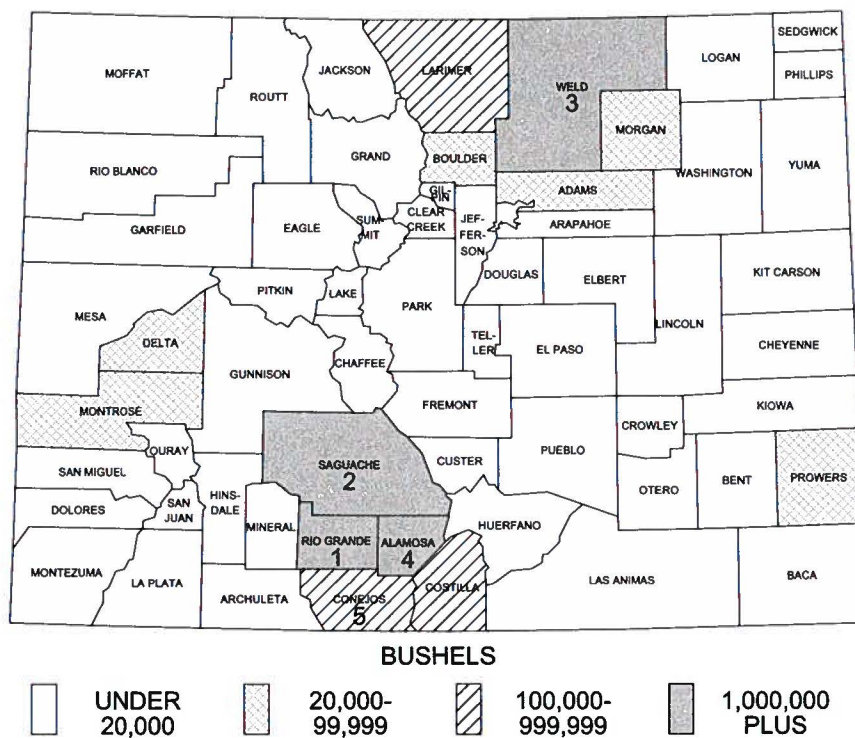 SEDGWICK
LOGAN
MOFFAT
JACKSON
LARIMER
PHILLIPS
ROUTT
WELD
3
MORGAN
GRAND
BOULDER
RIO BLANCO
WASHINGTON
YUMA
GIL-
PIN
ADAMS
CLEAR
CREEK
JEF-
FER-
SON
ARAPAHOE
GARFIELD
EAGLE
SUM-
MIT
DOUGLAS
ELBERT
KIT CARSON
PITKIN
LAKE
PARK
MESA
LINCOLN
TEL-
LER
EL PASO
CHEYENNE
DELTA
CHAFFEE
GUNNISON
FREMONT
KIOWA
MONTROSE
CROWLEY
OURAY
PUEBLO
SAGUACHE
2
CUSTER
SAN MIGUEL
BENT
PROWERS
OTERO
HINS-
DALE
SAN
JUAN
DOLORES
MINERAL
HUERFANO
RIO GRANDE
1
ALAMOSA
4
MONTEZUMA
LA PLATA
COSTILLA
LAS ANIMAS
BACA
ARCHULETA
CONEJOS
5
BUSHELS
UNDER
20,000
20,000-
99,999
100,000-
999,999
1,000,000
PLUS